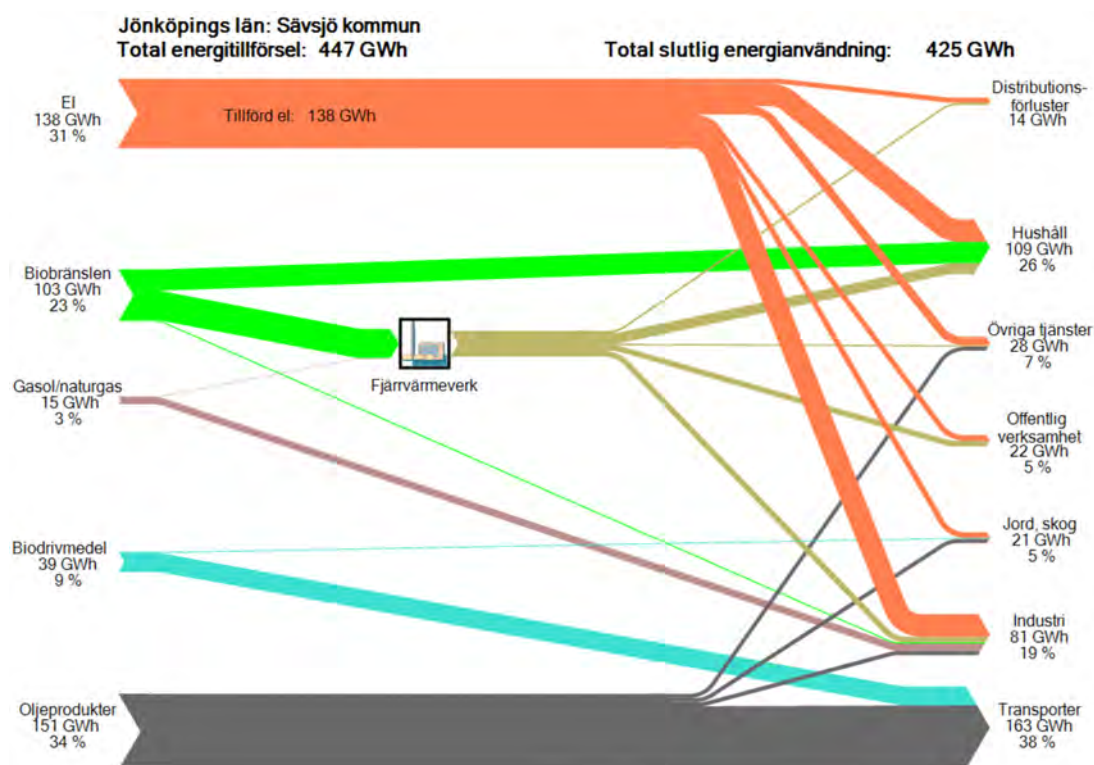 Jönköpings län: Sävsjö kommun
Total energitillförsel: 447 GWh
Total slutlig energianvändning: 425 GWh
El
138 GWh
31 %
Tillförd el: 138 GWh
Distributions-
förluster
14 GWh
Hushåll
109 GWh
26 %
Biobränslen
103 GWh
23 %
Fjärrvärmeverk
Övriga tjänster
28 GWh
7 %
Gasol/naturgas
15 GWh
3 %
Offentlig
verksamhet
22 GWh
5 %
Jord, skog
21 GWh
5 %
Biodrivmedel
39 GWh
9 %
Industri
81 GWh
19 %
Oljeprodukter
151 GWh
34 %
Transporter
163 GWh
38 %